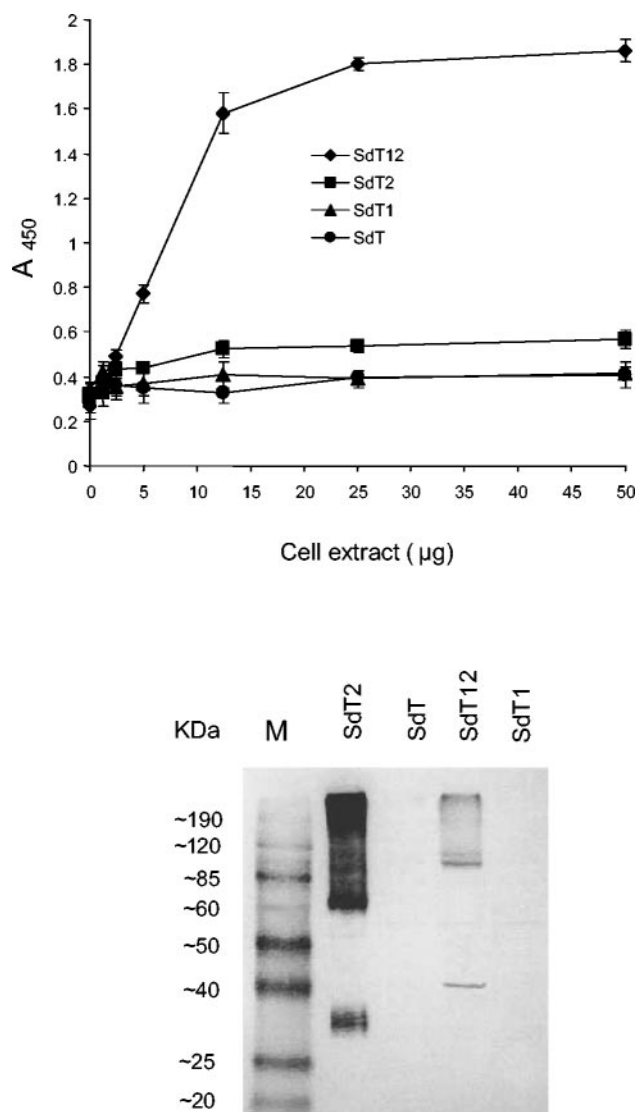 2
1.8
1.6
1.4
1.2
1
0.8
0.6
0.4
0.2
0
A 450
SdT12
SdT2
SdT1
SdT
0 5 10 15 20 25 30 35 40 45 50
Cell extract ( µg)
KDa M SdT2 SdT SdT12 SdT1
~190
~120
~85
~60
~50
~40
~25
~20